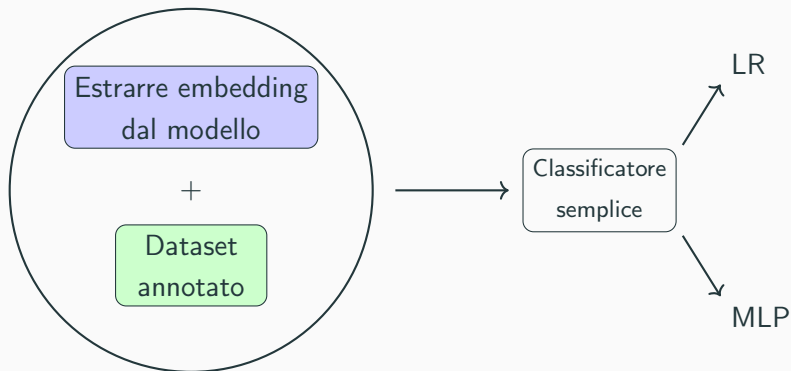 Estrarre embedding
dal modello
+
Dataset
annotato
Classificatore
semplice
LR
MLP